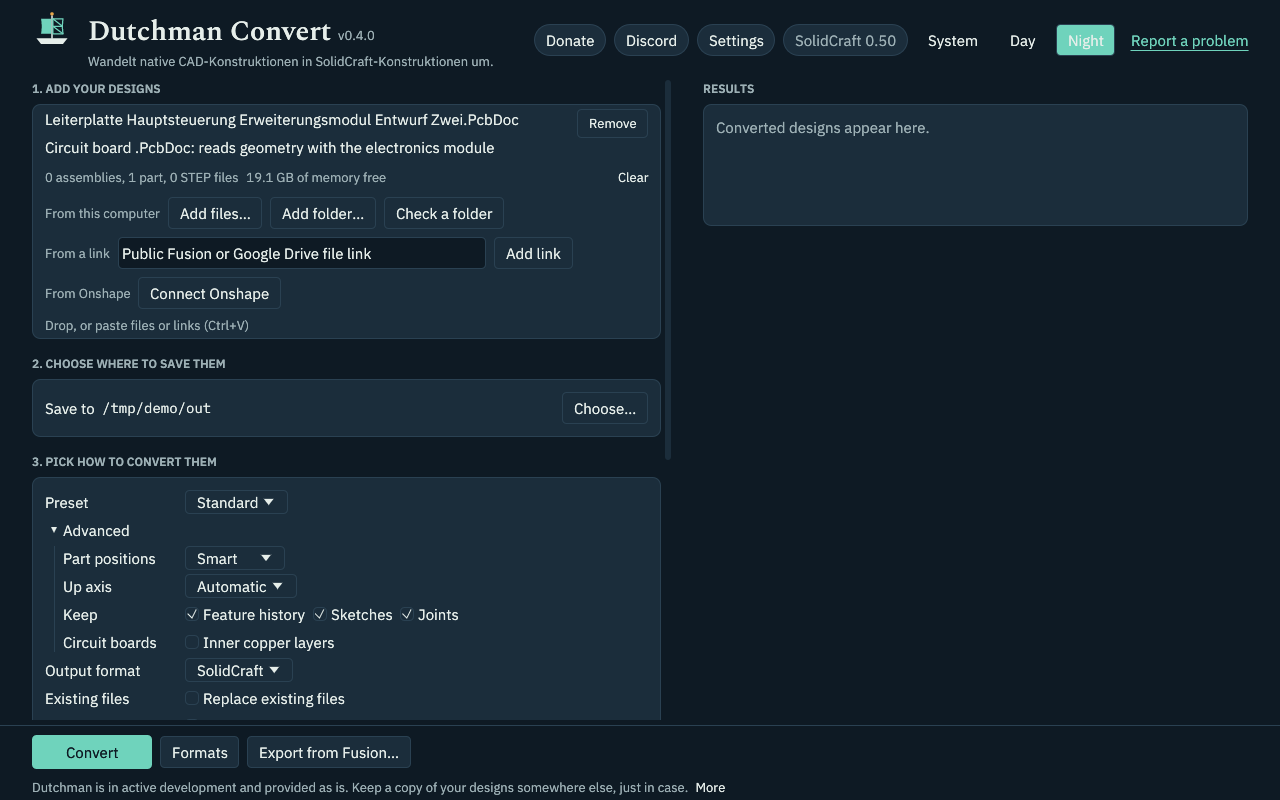 Dutchman Convert v0.4.0
Wandelt native CAD-Konstruktionen in SolidCraft-Konstruktionen um.
Donate Discord Settings SolidCraft 0.50 System Day Night Report a problem
1. ADD YOUR DESIGNS
Leiterplatte Hauptsteuerung Erweiterungsmodul Entwurf Zwei.PcbDoc Remove
Circuit board .PcbDoc: reads geometry with the electronics module
0 assemblies, 1 part, 0 STEP files 19.1 GB of memory free Clear
From this computer Add files... Add folder... Check a folder
From a link Public Fusion or Google Drive file link Add link
From Onshape Connect Onshape
Drop, or paste files or links (Ctrl+V)
2. CHOOSE WHERE TO SAVE THEM
Save to /tmp/demo/out Choose...
3. PICK HOW TO CONVERT THEM
Preset Standard
Advanced
Part positions Smart
Up axis Automatic
Keep Feature history Sketches Joints
Circuit boards Inner copper layers
Output format SolidCraft
Existing files Replace existing files
RESULTS
Converted designs appear here.
Convert Formats Export from Fusion...
Dutchman is in active development and provided as is. Keep a copy of your designs somewhere else, just in case. More